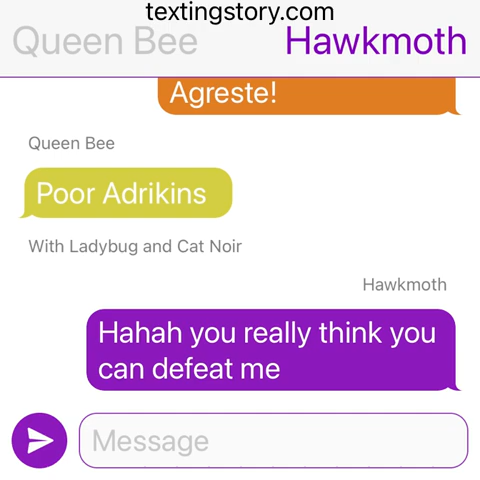 textingstory.com
Queen Bee Hawkmoth
Agreste!
Queen Bee
Poor Adrikins
With Ladybug and Cat Noir
Hawkmoth
Hahah you really think you
can defeat me
Message